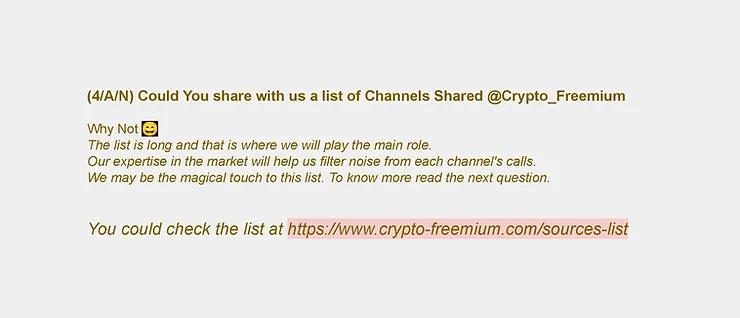 (4/A/N) Could You share with us a list of Channels Shared @Crypto_Freemium
Why Not 😄
The list is long and that is where we will play the main role.
Our expertise in the market will help us filter noise from each channel's calls.
We may be the magical touch to this list. To know more read the next question.
You could check the list at https://www.crypto-freemium.com/sources-list